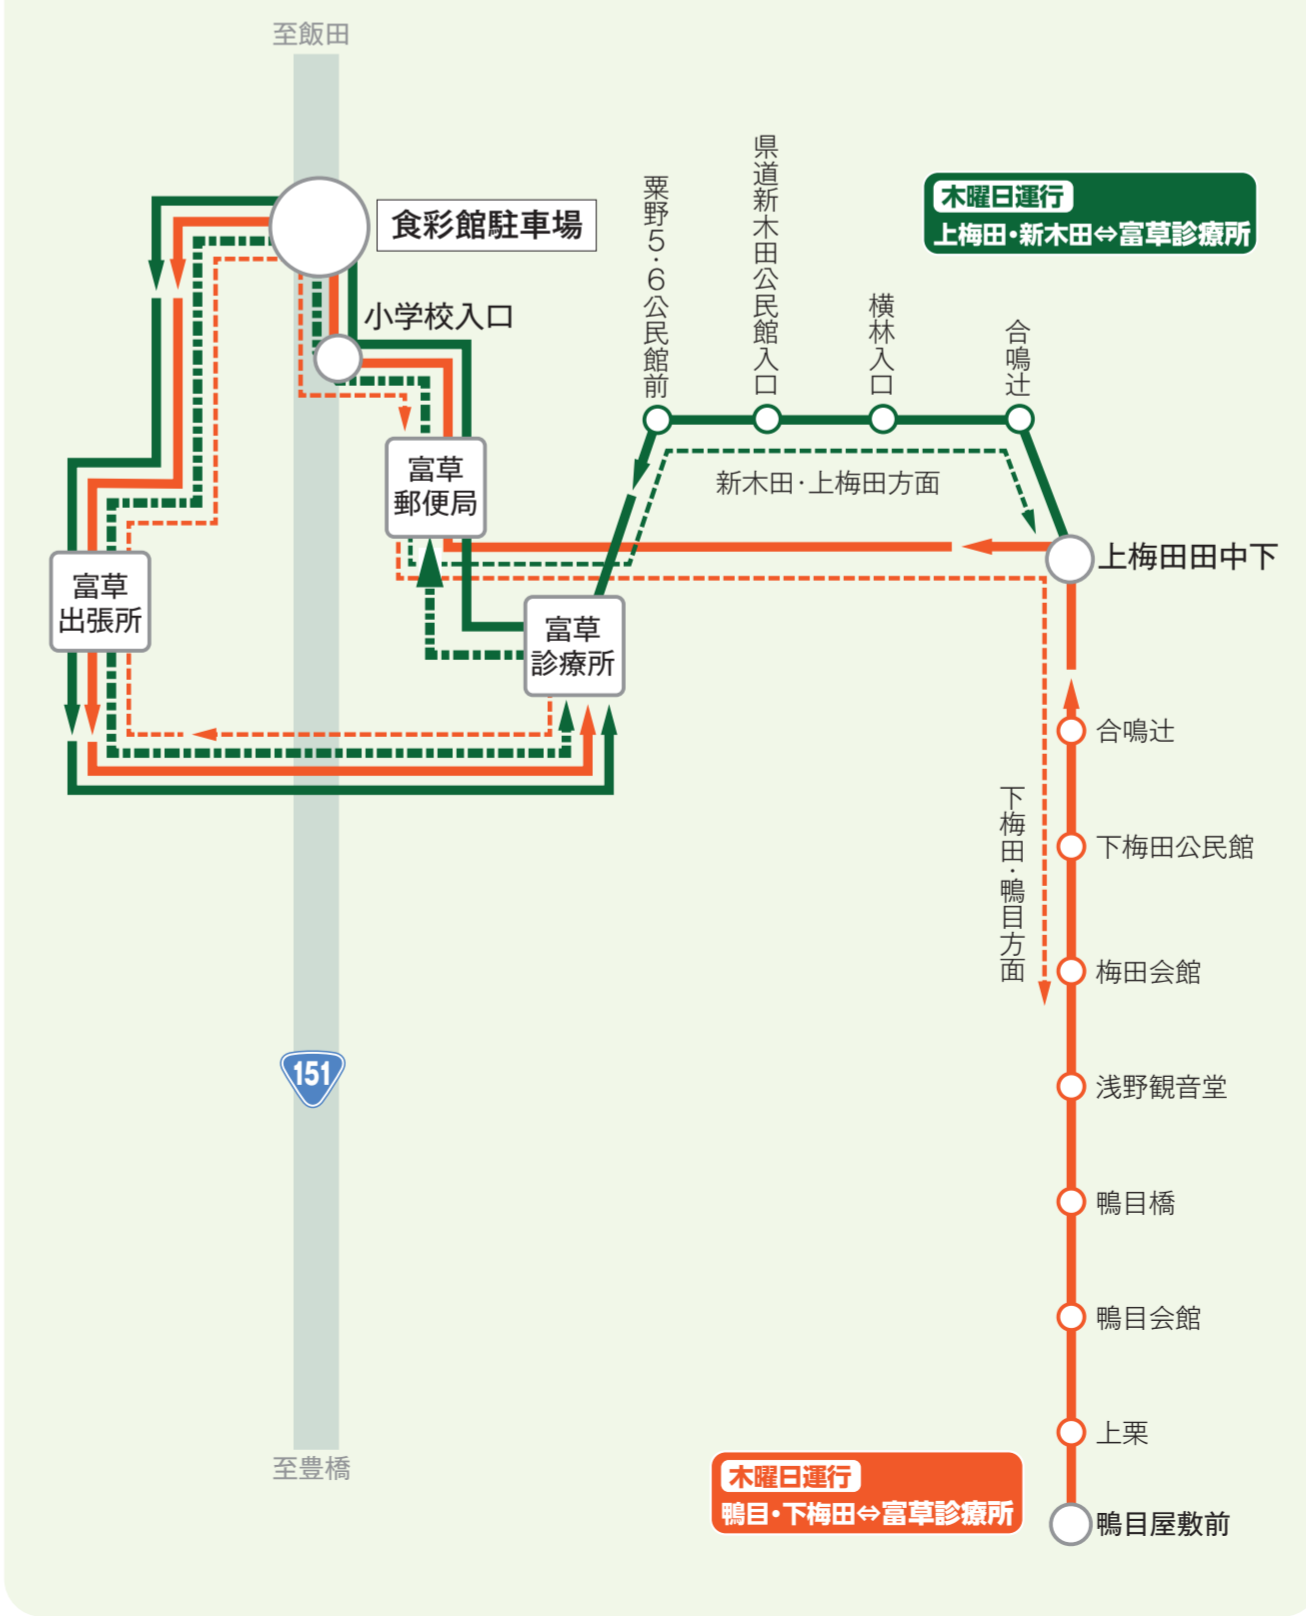 至飯田
食彩館駐車場
小学校入口
粟野5・6公民館前
県道新木田公民館入口
横林入口
合鳴辻
木曜日運行
上梅田・新木田⇔富草診療所
富草
郵便局
新木田・上梅田方面
上梅田田中下
富草
出張所
富草
診療所
合鳴辻
下梅田公民館
下梅田・鴨目方面
梅田会館
151
浅野観音堂
鴨目橋
鴨目会館
上栗
至豊橋
木曜日運行
鴨目・下梅田⇔富草診療所
鴨目屋敷前